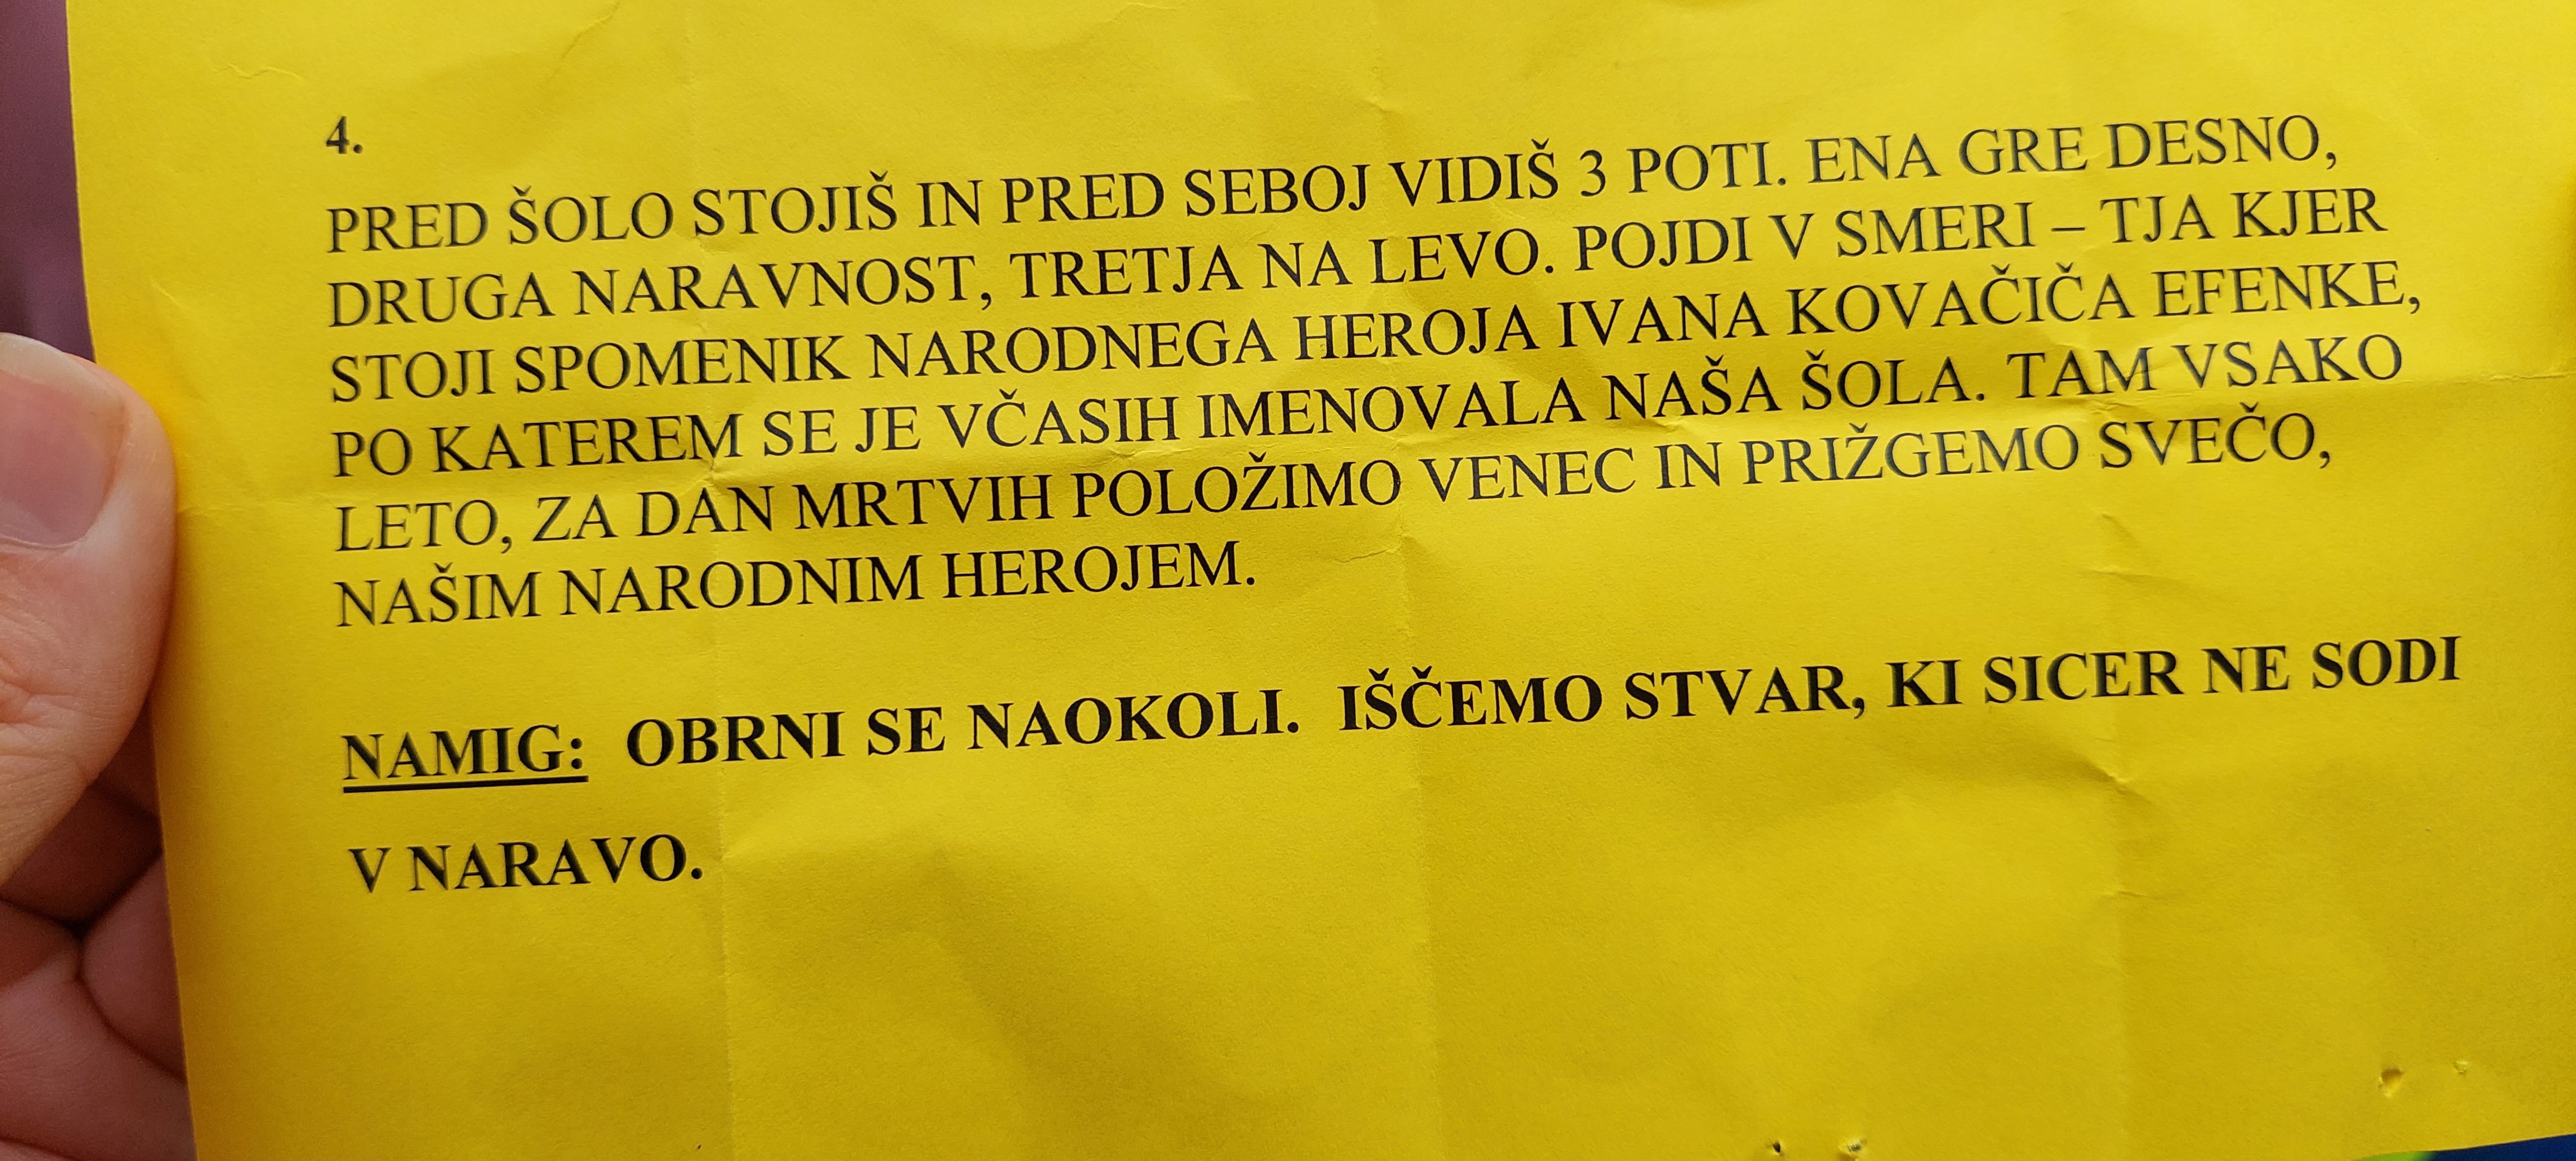 4.
PRED ŠOLO STOJIŠ IN PRED SEBOJ VIDIŠ 3 POTI. ENA GRE DESNO,
DRUGA NARAVNOST, TRETJA NA LEVO. POJDI V SMERI – TJA KJER
STOJI SPOMENIK NARODNEGA HEROJA IVANA KOVAČIČA EFENKE,
PO KATEREM SE JE VČASIH IMENOVALA NAŠA ŠOLA. TAM VSAKO
LETO, ZA DAN MRTVIH POLOŽIMO VENEC IN PRIŽGEMO SVEČO,
NAŠIM NARODNIM HEROJEM.
NAMIG: OBRNI SE NAOKOLI. IŠČEMO STVAR, KI SICER NE SODI
V NARAVO.